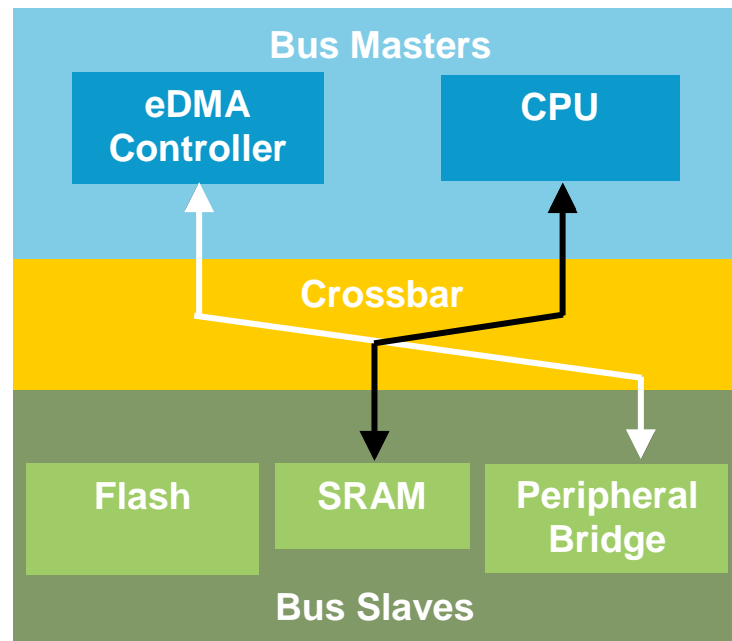 Bus Masters
eDMA
Controller
CPU
Crossbar
Flash
SRAM
Peripheral
Bridge
Bus Slaves